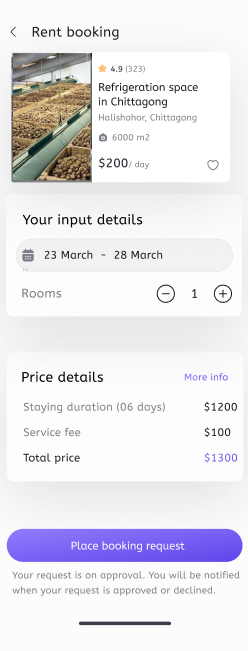 Rent booking
4.9 (323)
Refrigeration space
in Chittagong
Halishohor, Chittagong
6000 m2
$200/ day
Your input details
23 March - 28 March
Rooms
1
Price details
More info
Staying duration (06 days)
$1200
Service fee
$100
Total price
$1300
Place booking request
Your request is on approval. You will be notified
when your request is approved or declined.